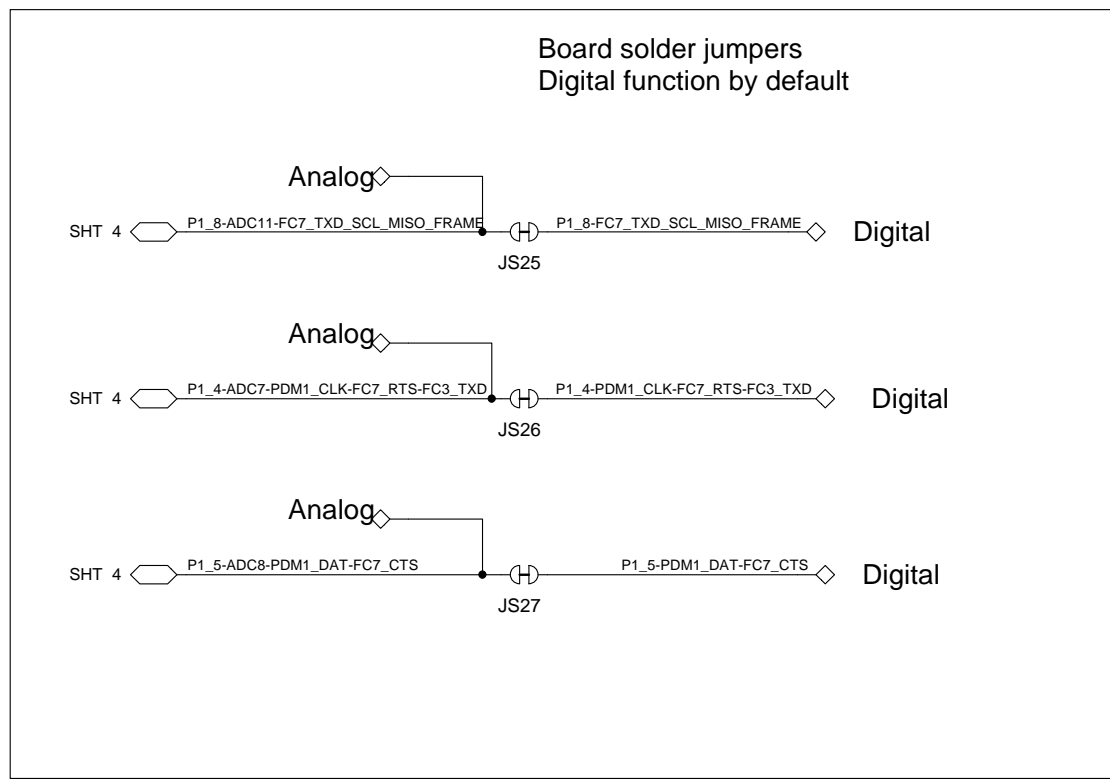 Board solder jumpers
Digital function by default
Analog
SHT 4 P1_8-ADC11-FC7_TXD_SCL_MISO_FRAME P1_8-FC7_TXD_SCL_MISO_FRAME Digital
JS25
Analog
SHT 4 P1_4-ADC7-PDM1_CLK-FC7_RTS-FC3_TXD P1_4-PDM1_CLK-FC7_RTS-FC3_TXD Digital
JS26
Analog
SHT 4 P1_5-ADC8-PDM1_DAT-FC7_CTS P1_5-PDM1_DAT-FC7_CTS Digital
JS27